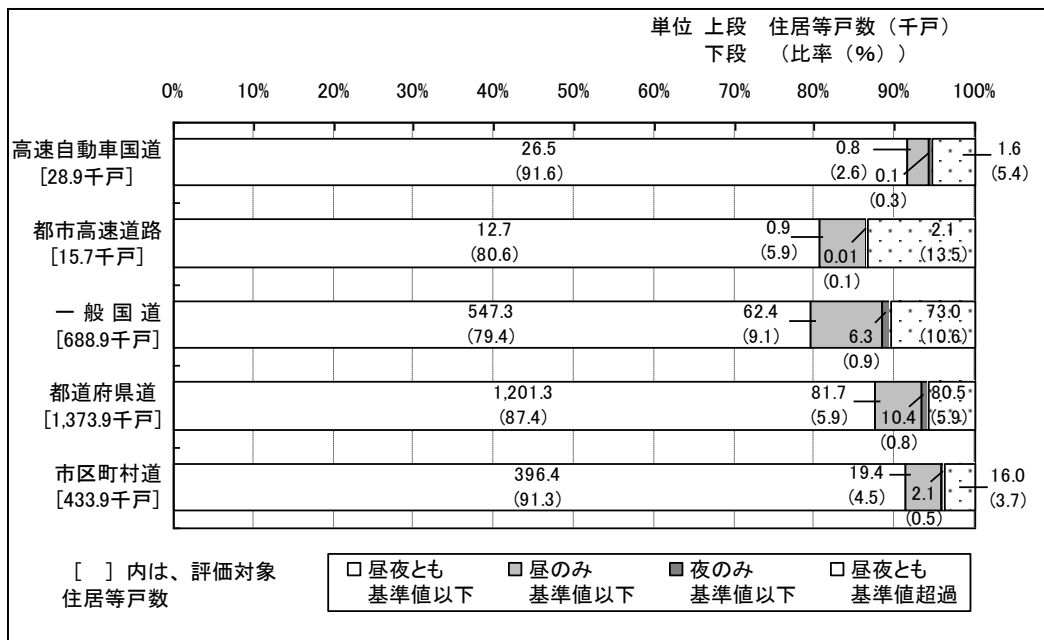 単位 上段 住居等戸数(千戸)
下段 (比率(%))
0% 10% 20% 30% 40% 50% 60% 70% 80% 90% 100%
高速自動車国道 26.5 0.8 1.6
[28.9千戸] (91.6) (2.6) 0.1 (5.4)
(0.3)
都市高速道路 12.7 0.9 2.1
[15.7千戸] (80.6) (5.9) 0.01 (13.5)
(0.1)
一般国道 547.3 62.4 73.0
[688.9千戸] (79.4) (9.1) 6.3 (10.6)
(0.9)
都道府県道 1,201.3 81.7 80.5
[1,373.9千戸] (87.4) (5.9) 10.4 (5.9)
(0.8)
市区町村道 396.4 19.4 16.0
[433.9千戸] (91.3) (4.5) 2.1 (3.7)
(0.5)
[ ]内は、評価対象
住居等戸数
昼夜とも 昼のみ 夜のみ 昼夜とも
基準値以下 基準値以下 基準値以下 基準値超過